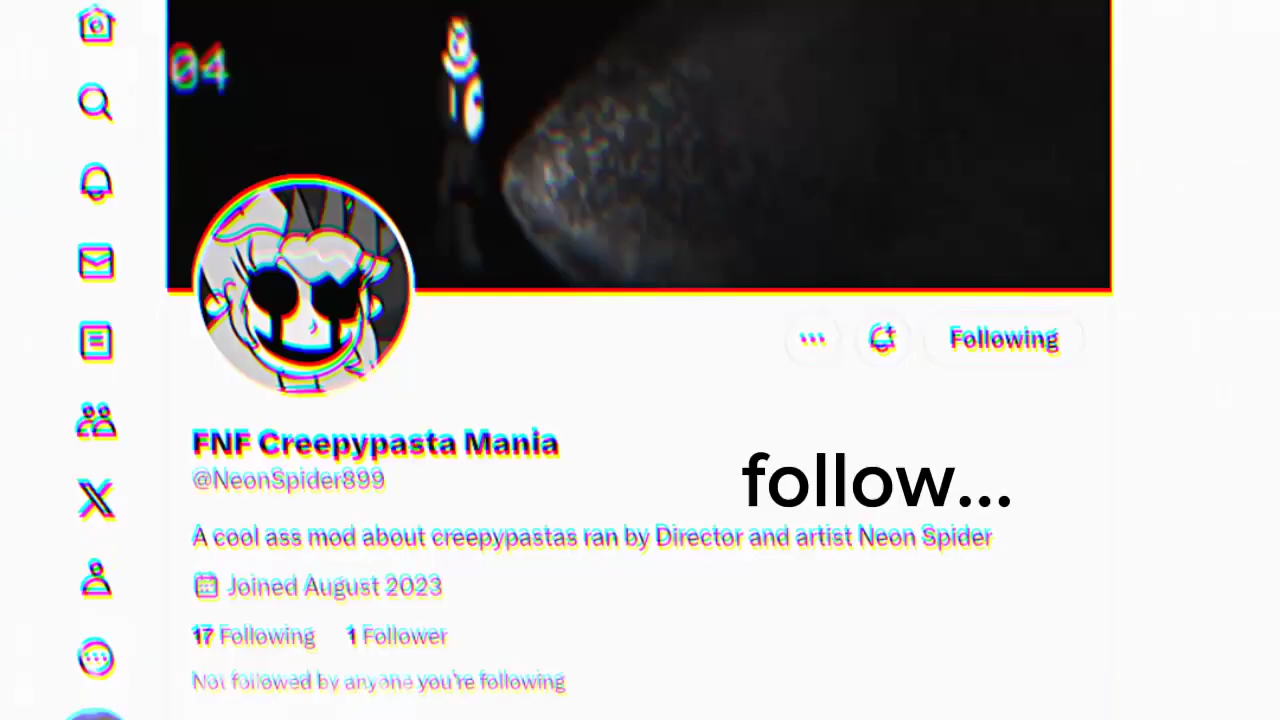 04
Following
FNF Creepypasta Mania
@NeonSpider899
follow...
A cool ass mod about creepypastas ran by Director and artist Neon Spider
Joined August 2023
17 Following 1 Follower
Not followed by anyone you're following